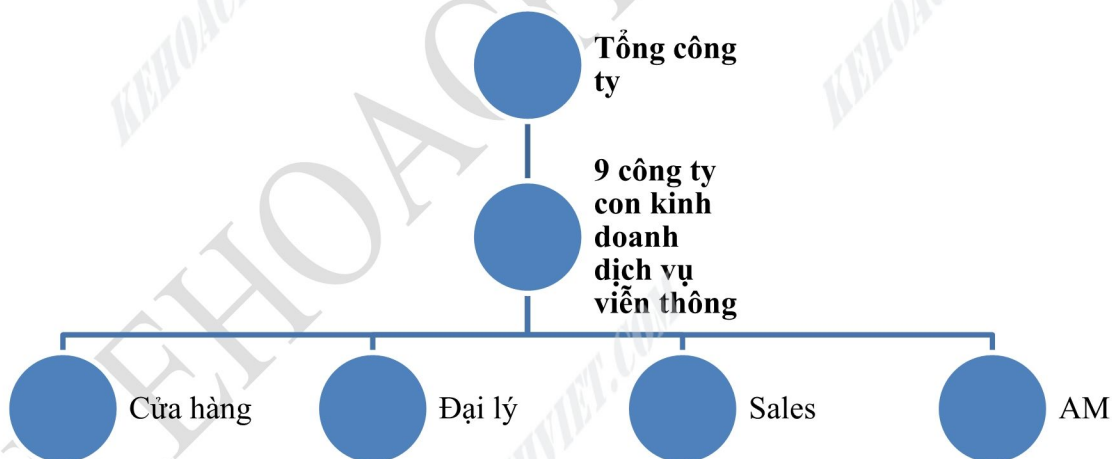 Tổng công
ty
9 công ty
con kinh
doanh
dịch vụ
viễn thông
Cửa hàng
Đại lý
Sales
AM